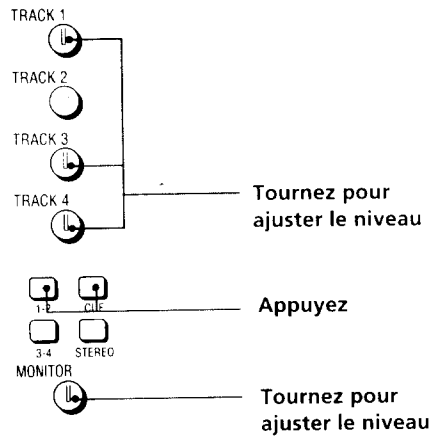 TRACK 1
TRACK 2
TRACK 3
TRACK 4
Tournez pour
ajuster le niveau
1-2 CUE
Appuyez
3-4 STEREO
MONITOR
Tournez pour
ajuster le niveau